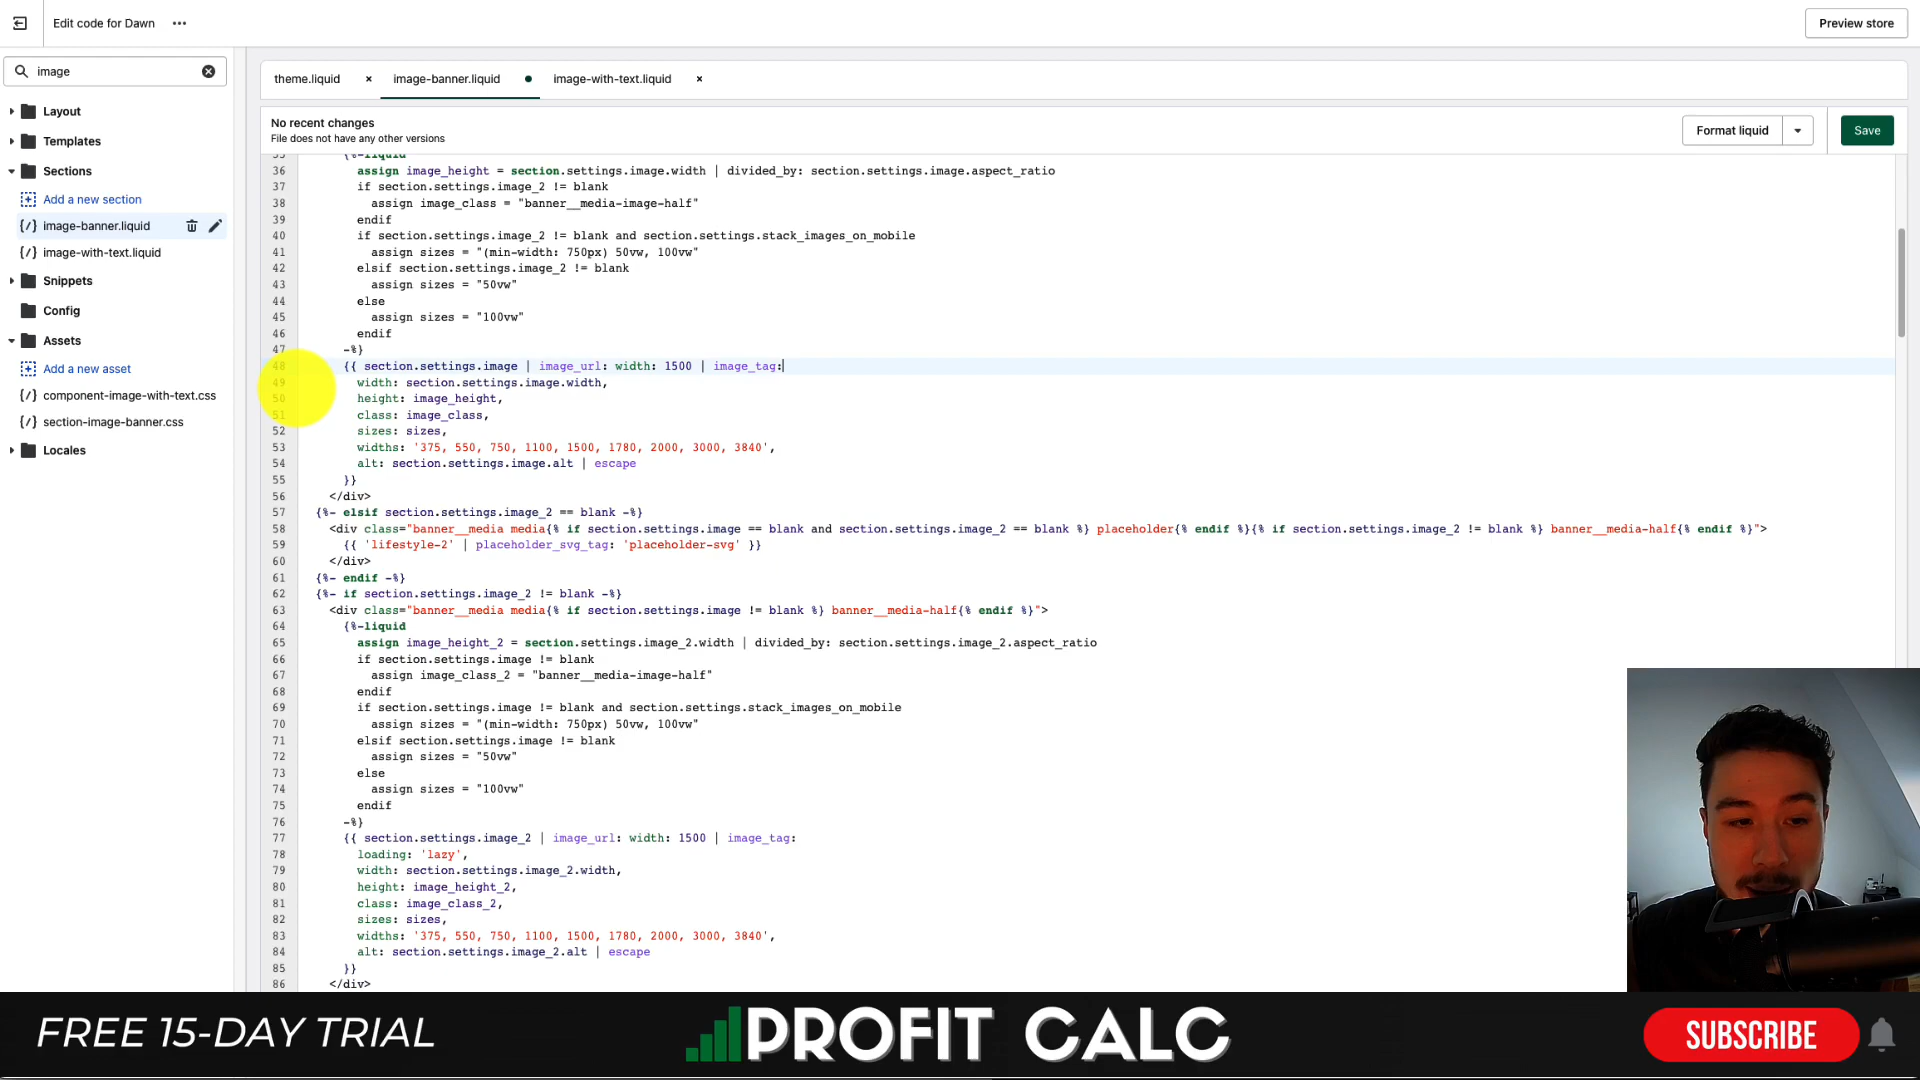 Edit code for Dawn
Preview store
image
Layout
Templates
Sections
Add a new section
image-banner.liquid
image-with-text.liquid
Snippets
Config
Assets
Add a new asset
component-image-with-text.css
section-image-banner.css
Locales
theme.liquid
image-banner.liquid
image-with-text.liquid
No recent changes
File does not have any other versions
Format liquid
Save
35 {%-liquid
36 assign image_height = section.settings.image.width | divided_by: section.settings.image.aspect_ratio
37 if section.settings.image_2 != blank
38 assign image_class = "banner__media-image-half"
39 endif
40 if section.settings.image_2 != blank and section.settings.stack_images_on_mobile
41 assign sizes = "(min-width: 750px) 50vw, 100vw"
42 elsif section.settings.image_2 != blank
43 assign sizes = "50vw"
44 else
45 assign sizes = "100vw"
46 endif
47 -%}
48 {{ section.settings.image | image_url: width: 1500 | image_tag:
49 width: section.settings.image.width,
50 height: image_height,
51 class: image_class,
52 sizes: sizes,
53 widths: '375, 550, 750, 1100, 1500, 1780, 2000, 3000, 3840',
54 alt: section.settings.image.alt | escape
55 }}
56 </div>
57 {%- elsif section.settings.image_2 == blank -%}
58 <div class="banner__media media{% if section.settings.image == blank and section.settings.image_2 == blank %} placeholder{% endif %}{% if section.settings.image_2 != blank %} banner__media-half{% endif %}">
59 {{ 'lifestyle-2' | placeholder_svg_tag: 'placeholder-svg' }}
60 </div>
61 {%- endif -%}
62 {%- if section.settings.image_2 != blank -%}
63 <div class="banner__media media{% if section.settings.image != blank %} banner__media-half{% endif %}">
64 {%-liquid
65 assign image_height_2 = section.settings.image_2.width | divided_by: section.settings.image_2.aspect_ratio
66 if section.settings.image != blank
67 assign image_class_2 = "banner__media-image-half"
68 endif
69 if section.settings.image != blank and section.settings.stack_images_on_mobile
70 assign sizes = "(min-width: 750px) 50vw, 100vw"
71 elsif section.settings.image != blank
72 assign sizes = "50vw"
73 else
74 assign sizes = "100vw"
75 endif
76 -%}
77 {{ section.settings.image_2 | image_url: width: 1500 | image_tag:
78 loading: 'lazy',
79 width: section.settings.image_2.width,
80 height: image_height_2,
81 class: image_class_2,
82 sizes: sizes,
83 widths: '375, 550, 750, 1100, 1500, 1780, 2000, 3000, 3840',
84 alt: section.settings.image_2.alt | escape
85 }}
86 </div>
FREE 15-DAY TRIAL
PROFIT CALC
SUBSCRIBE